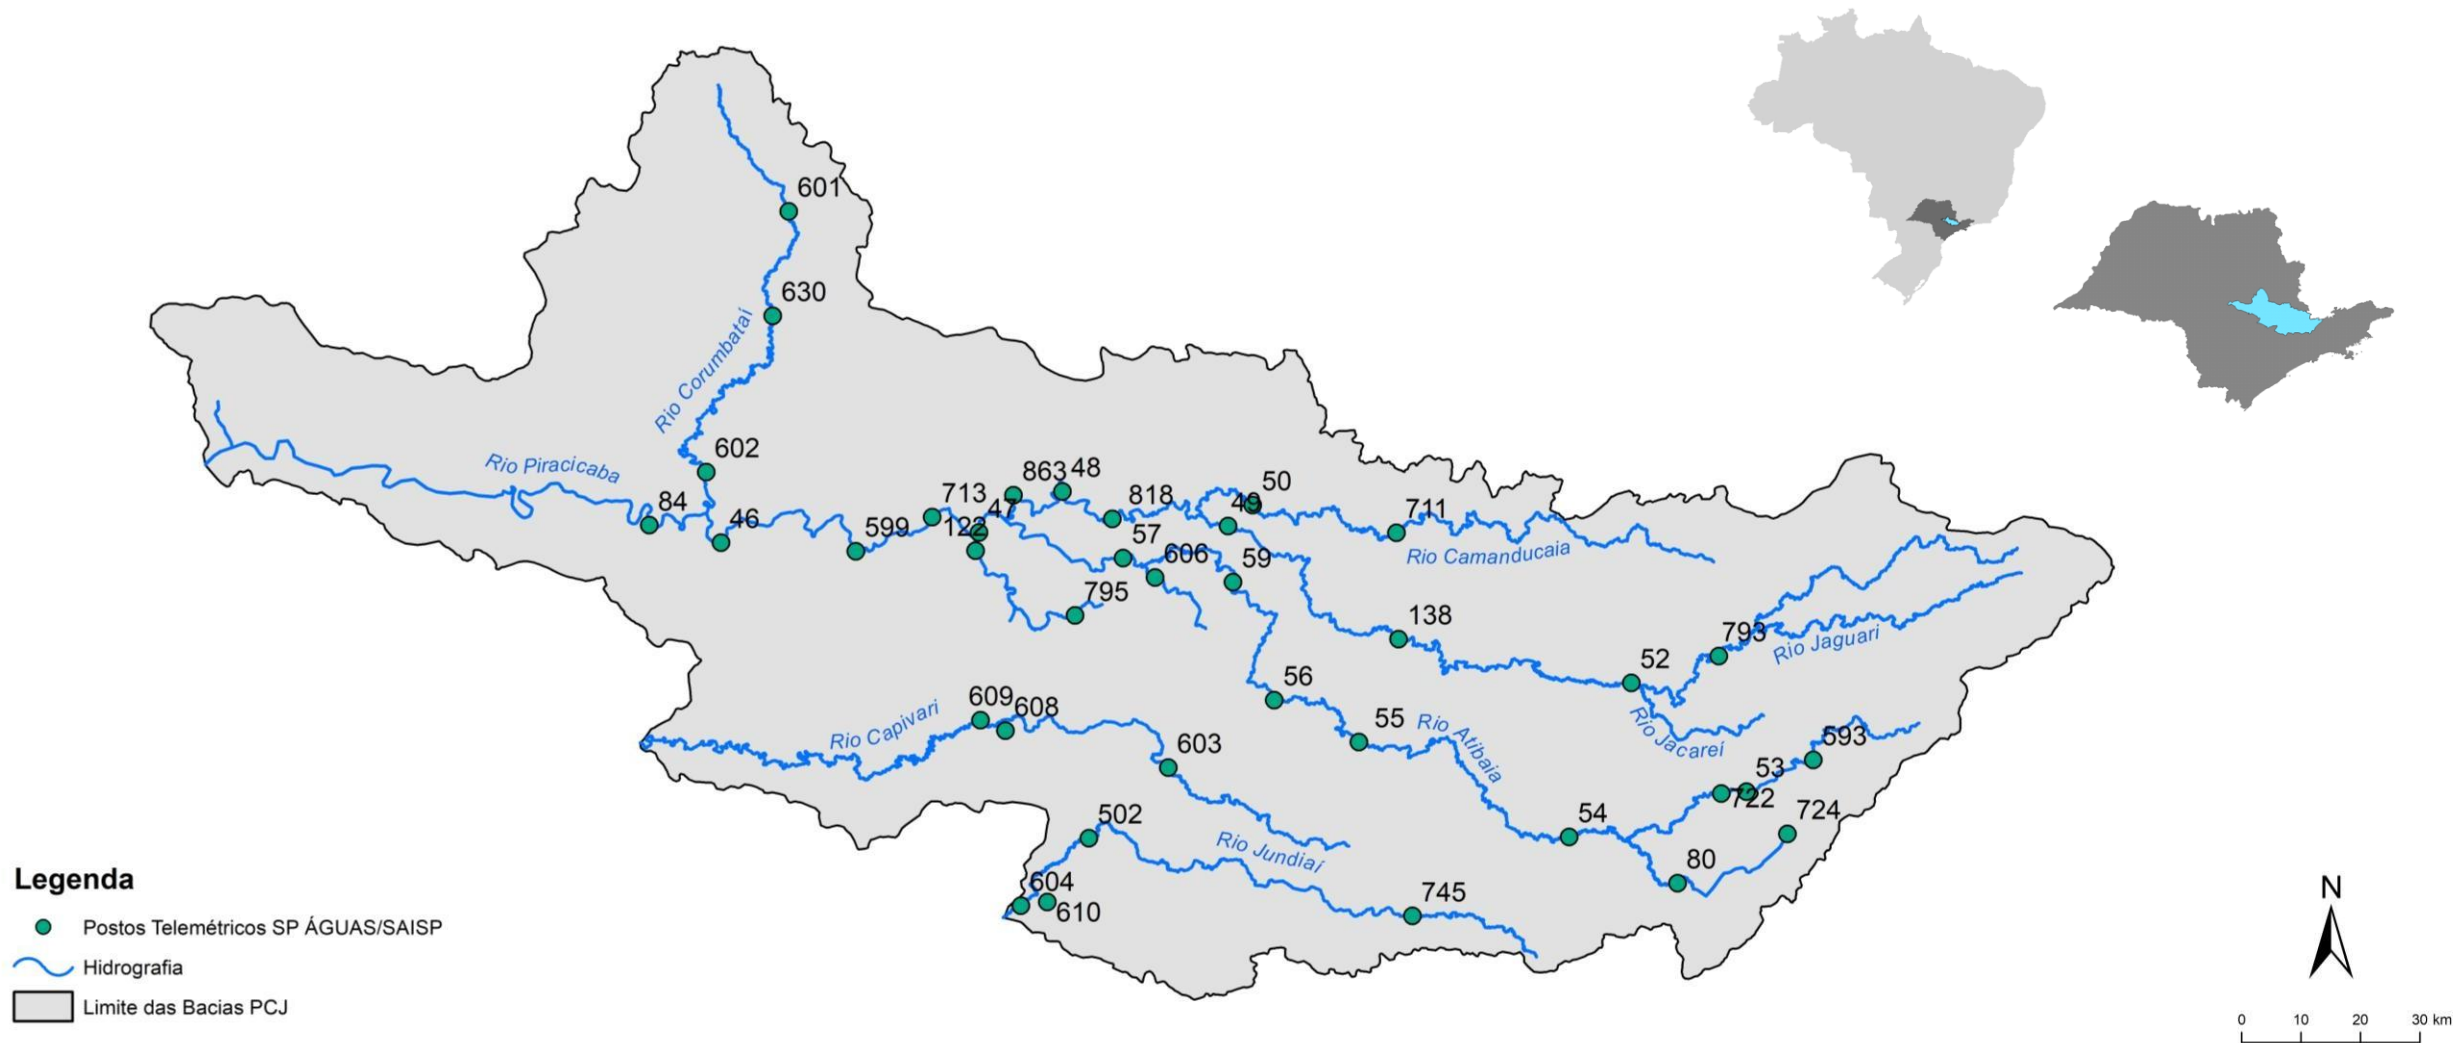 601
630
Rio Corumbataí
602
Rio Piracicaba
84
46
599
713
122
47
863
48
818
49
50
711
57
606
59
795
Rio Camanducaia
138
793
Rio Jaguari
52
Rio Jacareí
56
55
Rio Atibaia
593
53
722
724
54
80
609
608
Rio Capivari
603
502
Rio Jundiaí
604
610
745
Legenda
Postos Telemétricos SP ÁGUAS/SAISP
Hidrografia
Limite das Bacias PCJ
N
0 10 20 30 km